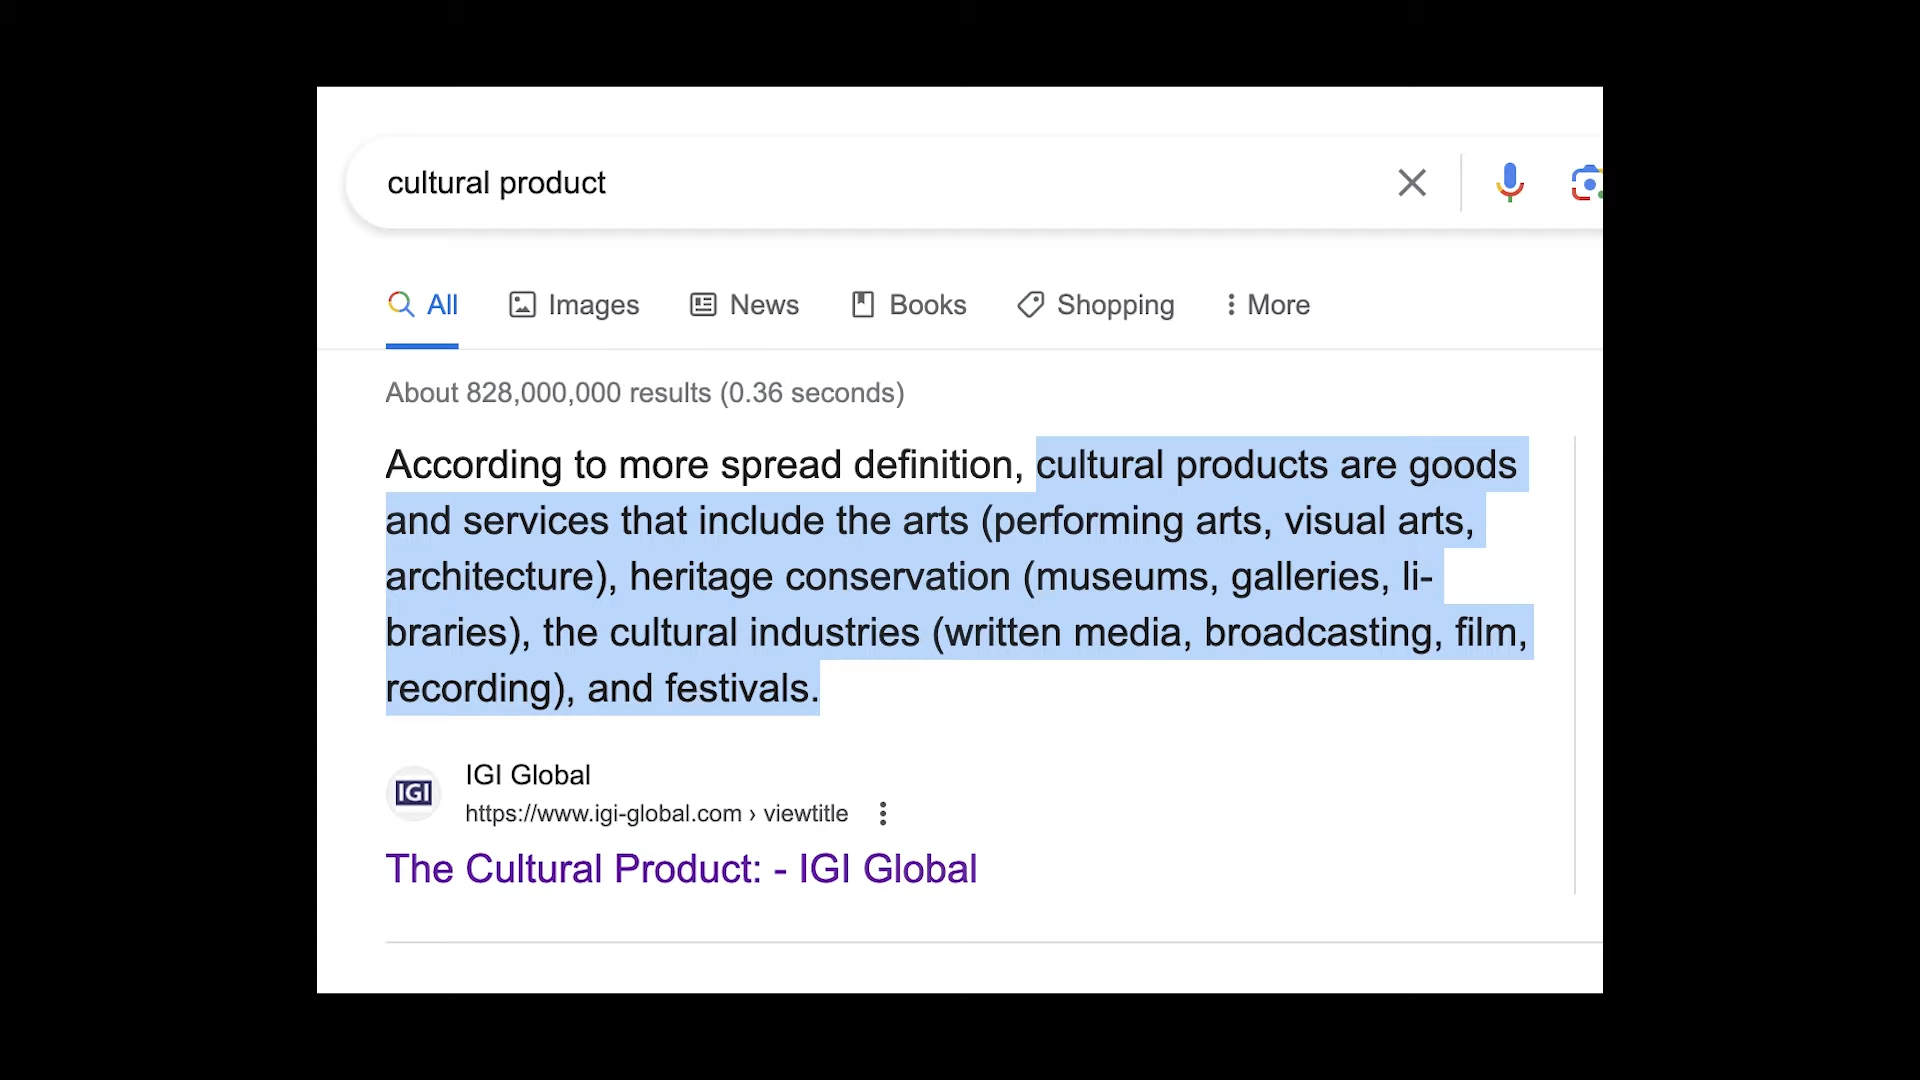 cultural product
All Images News Books Shopping More
About 828,000,000 results (0.36 seconds)
According to more spread definition, cultural products are goods
and services that include the arts (performing arts, visual arts,
architecture), heritage conservation (museums, galleries, li-
braries), the cultural industries (written media, broadcasting, film,
recording), and festivals.
IGI
IGI Global
https://www.igi-global.com › viewtitle
The Cultural Product: - IGI Global